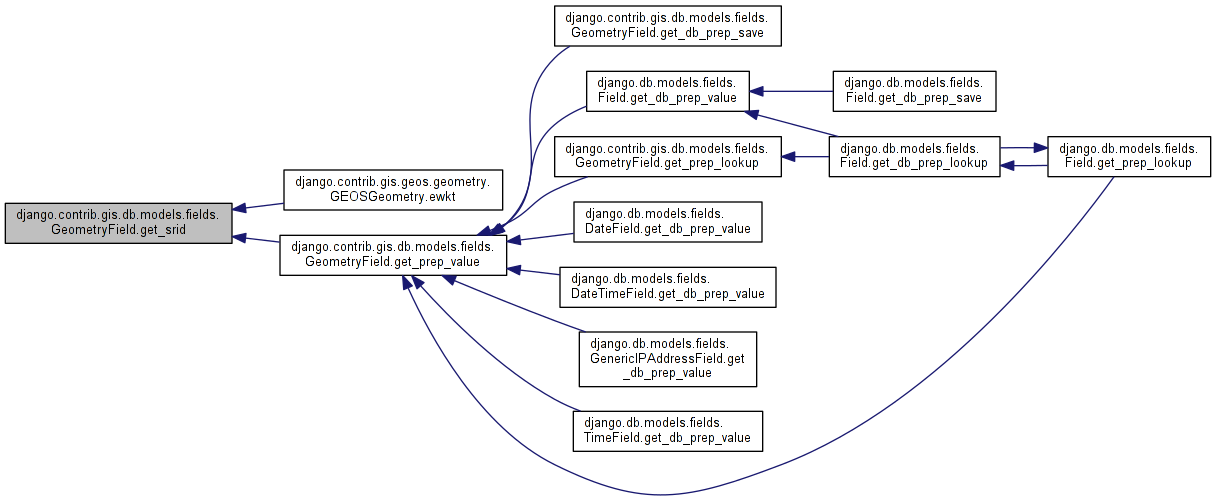 django.contrib.gis.db.models.fields.
GeometryField.get_db_prep_save
django.db.models.fields.
Field.get_db_prep_value
django.db.models.fields.
Field.get_db_prep_save
django.contrib.gis.db.models.fields.
GeometryField.get_prep_lookup
django.db.models.fields.
Field.get_db_prep_lookup
django.db.models.fields.
Field.get_prep_lookup
django.contrib.gis.geos.geometry.
GEOSGeometry.ewkt
django.contrib.gis.db.models.fields.
GeometryField.get_srid
django.db.models.fields.
DateField.get_db_prep_value
django.contrib.gis.db.models.fields.
GeometryField.get_prep_value
django.db.models.fields.
DateTimeField.get_db_prep_value
django.db.models.fields.
GenericIPAddressField.get
_db_prep_value
django.db.models.fields.
TimeField.get_db_prep_value